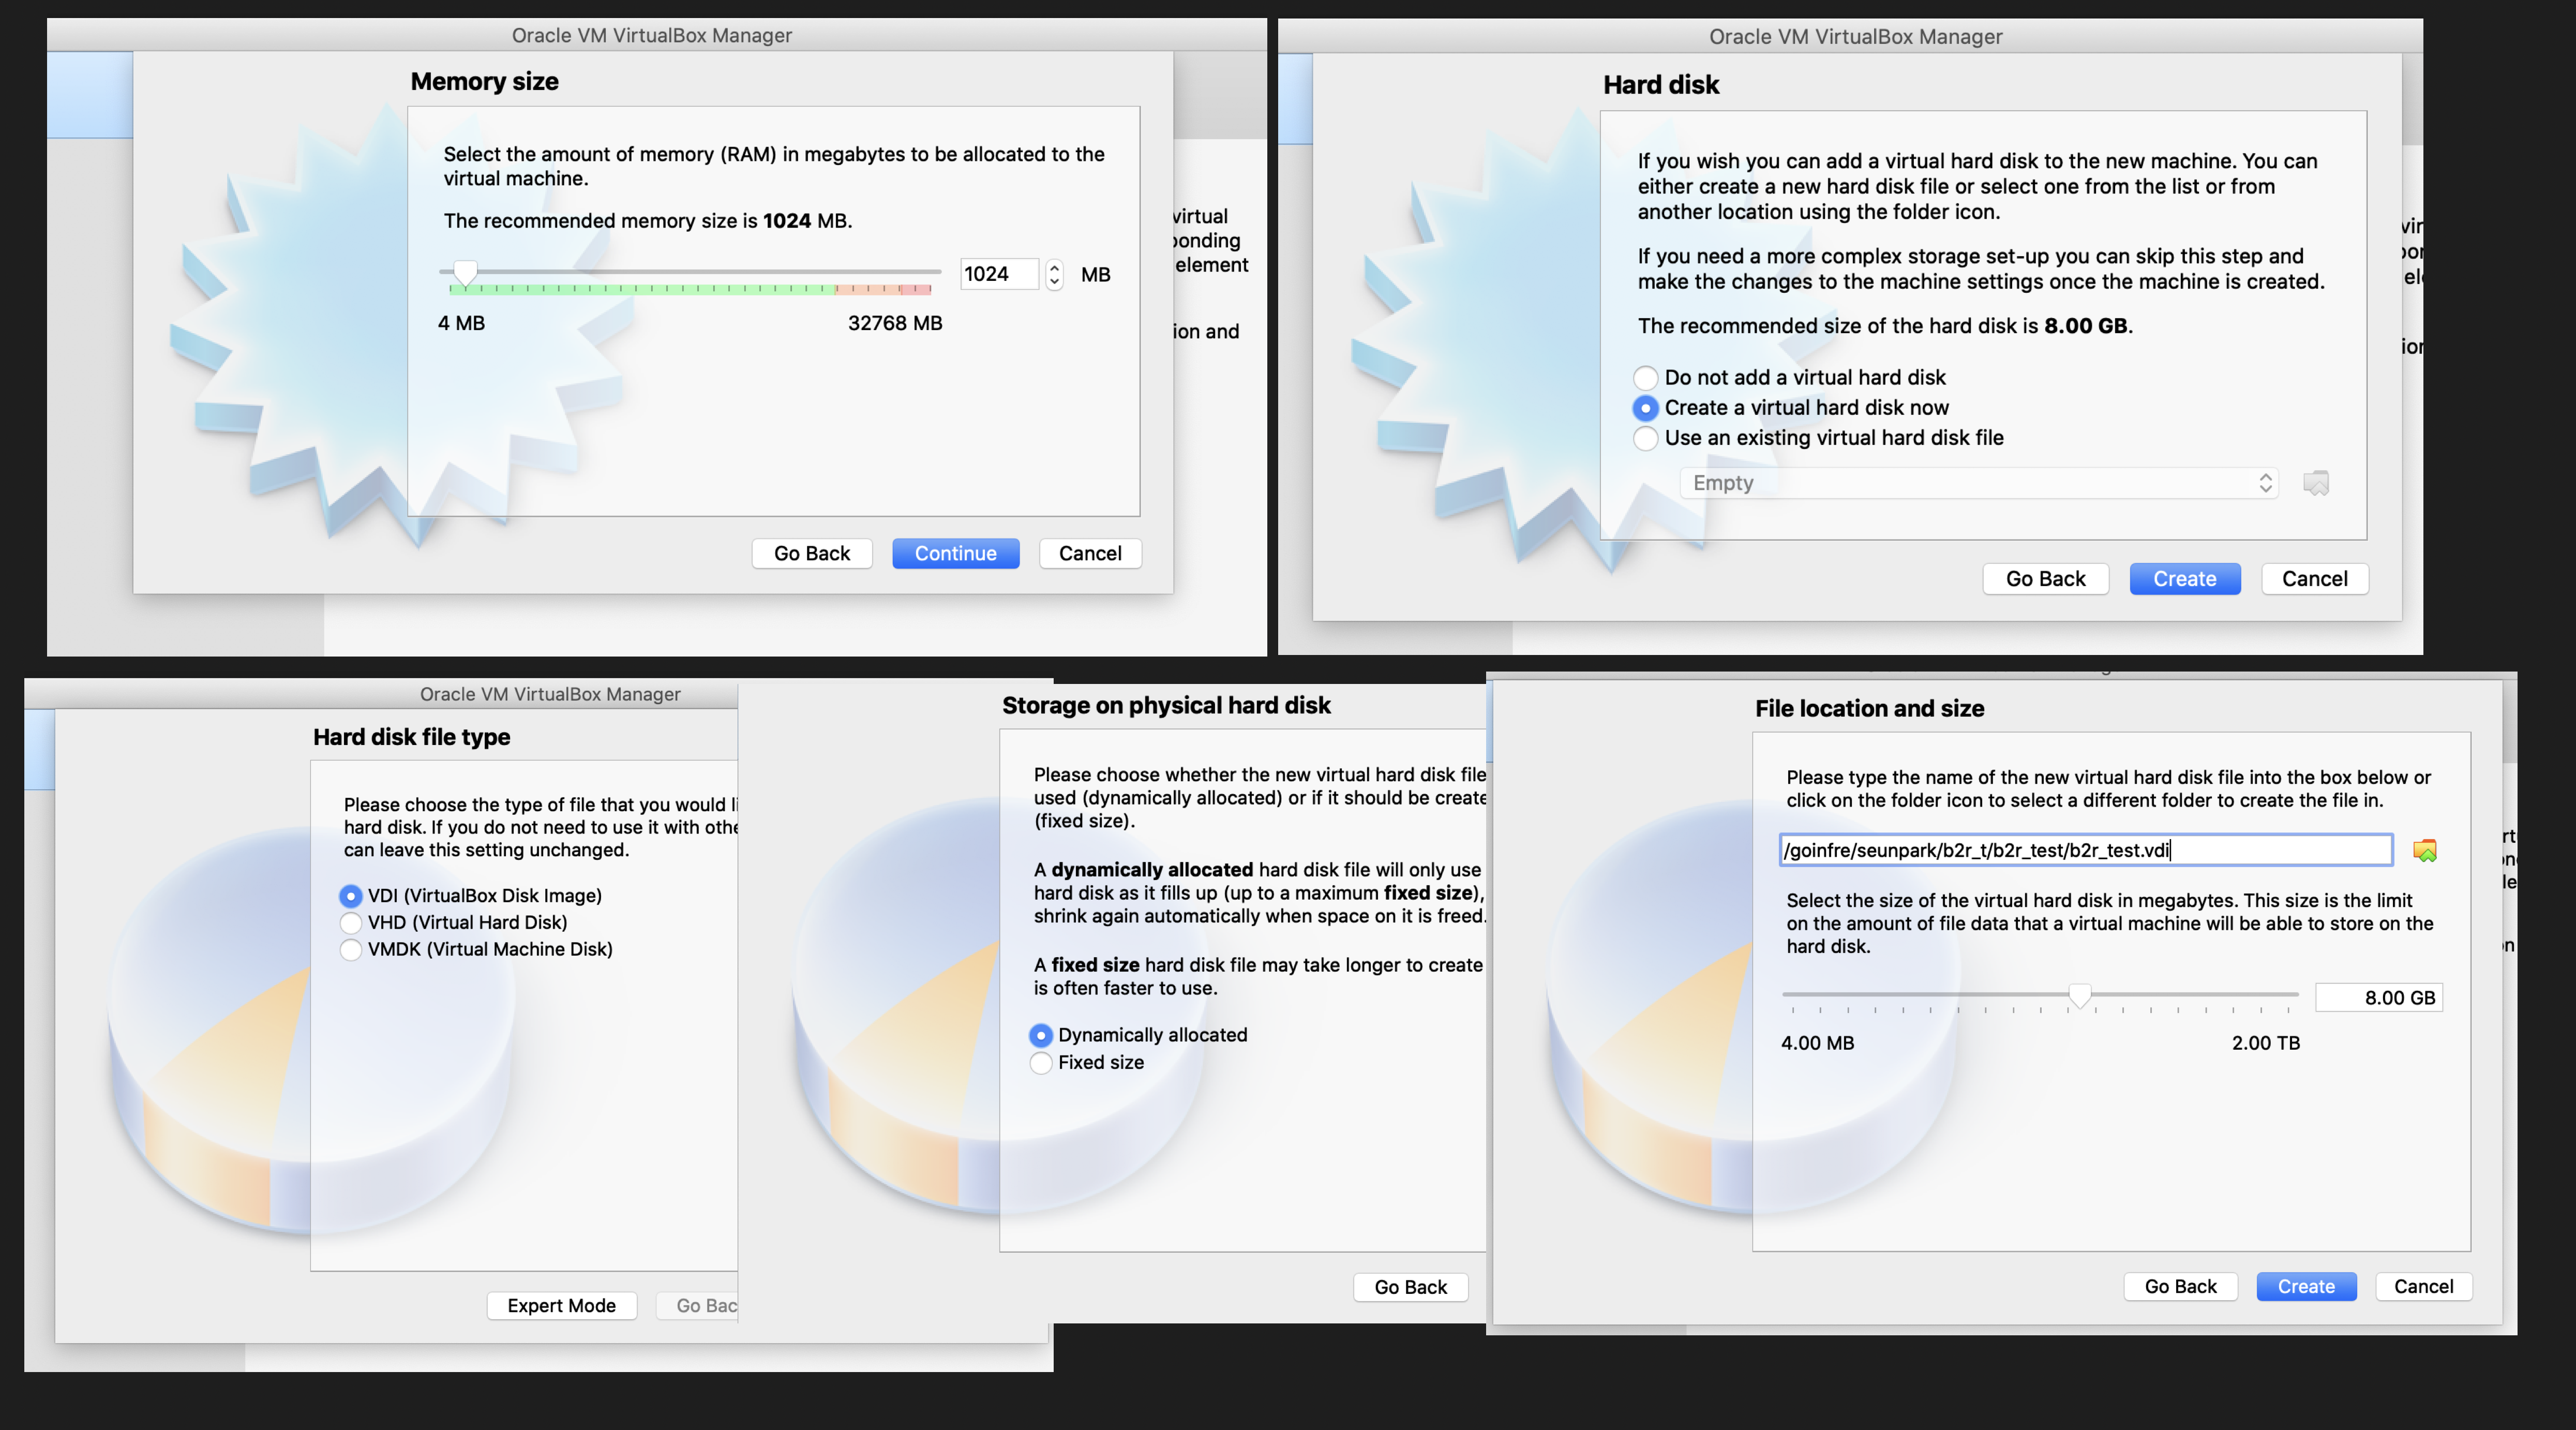 Oracle VM VirtualBox Manager
Memory size
Select the amount of memory (RAM) in megabytes to be allocated to the
virtual machine.
The recommended memory size is 1024 MB.
1024 MB
4 MB 32768 MB
Go Back Continue Cancel
virtual
element
ion and
Oracle VM VirtualBox Manager
Hard disk
If you wish you can add a virtual hard disk to the new machine. You can
either create a new hard disk file or select one from the list or from
another location using the folder icon.
If you need a more complex storage set-up you can skip this step and
make the changes to the machine settings once the machine is created.
The recommended size of the hard disk is 8.00 GB.
Do not add a virtual hard disk
Create a virtual hard disk now
Use an existing virtual hard disk file
Empty
Go Back Create Cancel
Oracle VM VirtualBox Manager
Hard disk file type
Please choose the type of file that you would li
hard disk. If you do not need to use it with othe
can leave this setting unchanged.
VDI (VirtualBox Disk Image)
VHD (Virtual Hard Disk)
VMDK (Virtual Machine Disk)
Expert Mode Go Bac
Storage on physical hard disk
Please choose whether the new virtual hard disk file
used (dynamically allocated) or if it should be create
(fixed size).
A dynamically allocated hard disk file will only use
hard disk as it fills up (up to a maximum fixed size),
shrink again automatically when space on it is freed.
A fixed size hard disk file may take longer to create
is often faster to use.
Dynamically allocated
Fixed size
Go Back
File location and size
Please type the name of the new virtual hard disk file into the box below or
click on the folder icon to select a different folder to create the file in.
/goinfre/seunpark/b2r_t/b2r_test/b2r_test.vdi
Select the size of the virtual hard disk in megabytes. This size is the limit
on the amount of file data that a virtual machine will be able to store on the
hard disk.
8.00 GB
4.00 MB 2.00 TB
Go Back Create Cancel